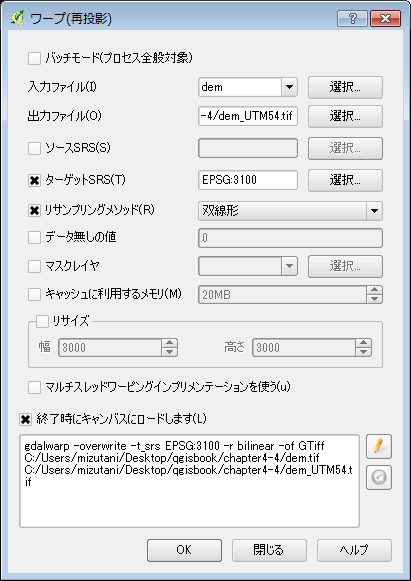 ワープ(再投影)
バッチモード(プロセス全般対象)
入力ファイル(I) dem 選択...
出力ファイル(O) -4/dem_UTM54.tif 選択...
ソースSRS(S) 選択...
ターゲットSRS(T) EPSG:3100 選択...
リサンプリングメソッド(R) 双線形
データ無しの値 0
マスクレイヤ 選択...
キャッシュに利用するメモリ(M) 20MB
リサイズ
幅 3000 高さ 3000
マルチスレッドワーピングインプリメンテーションを使う(u)
終了時にキャンバスにロードします(L)
gdalwarp -overwrite -t_srs EPSG:3100 -r bilinear -of GTiff
C:/Users/mizutani/Desktop/qgisbook/chapter4-4/dem.tif
C:/Users/mizutani/Desktop/qgisbook/chapter4-4/dem_UTM54.t
if
OK 閉じる ヘルプ